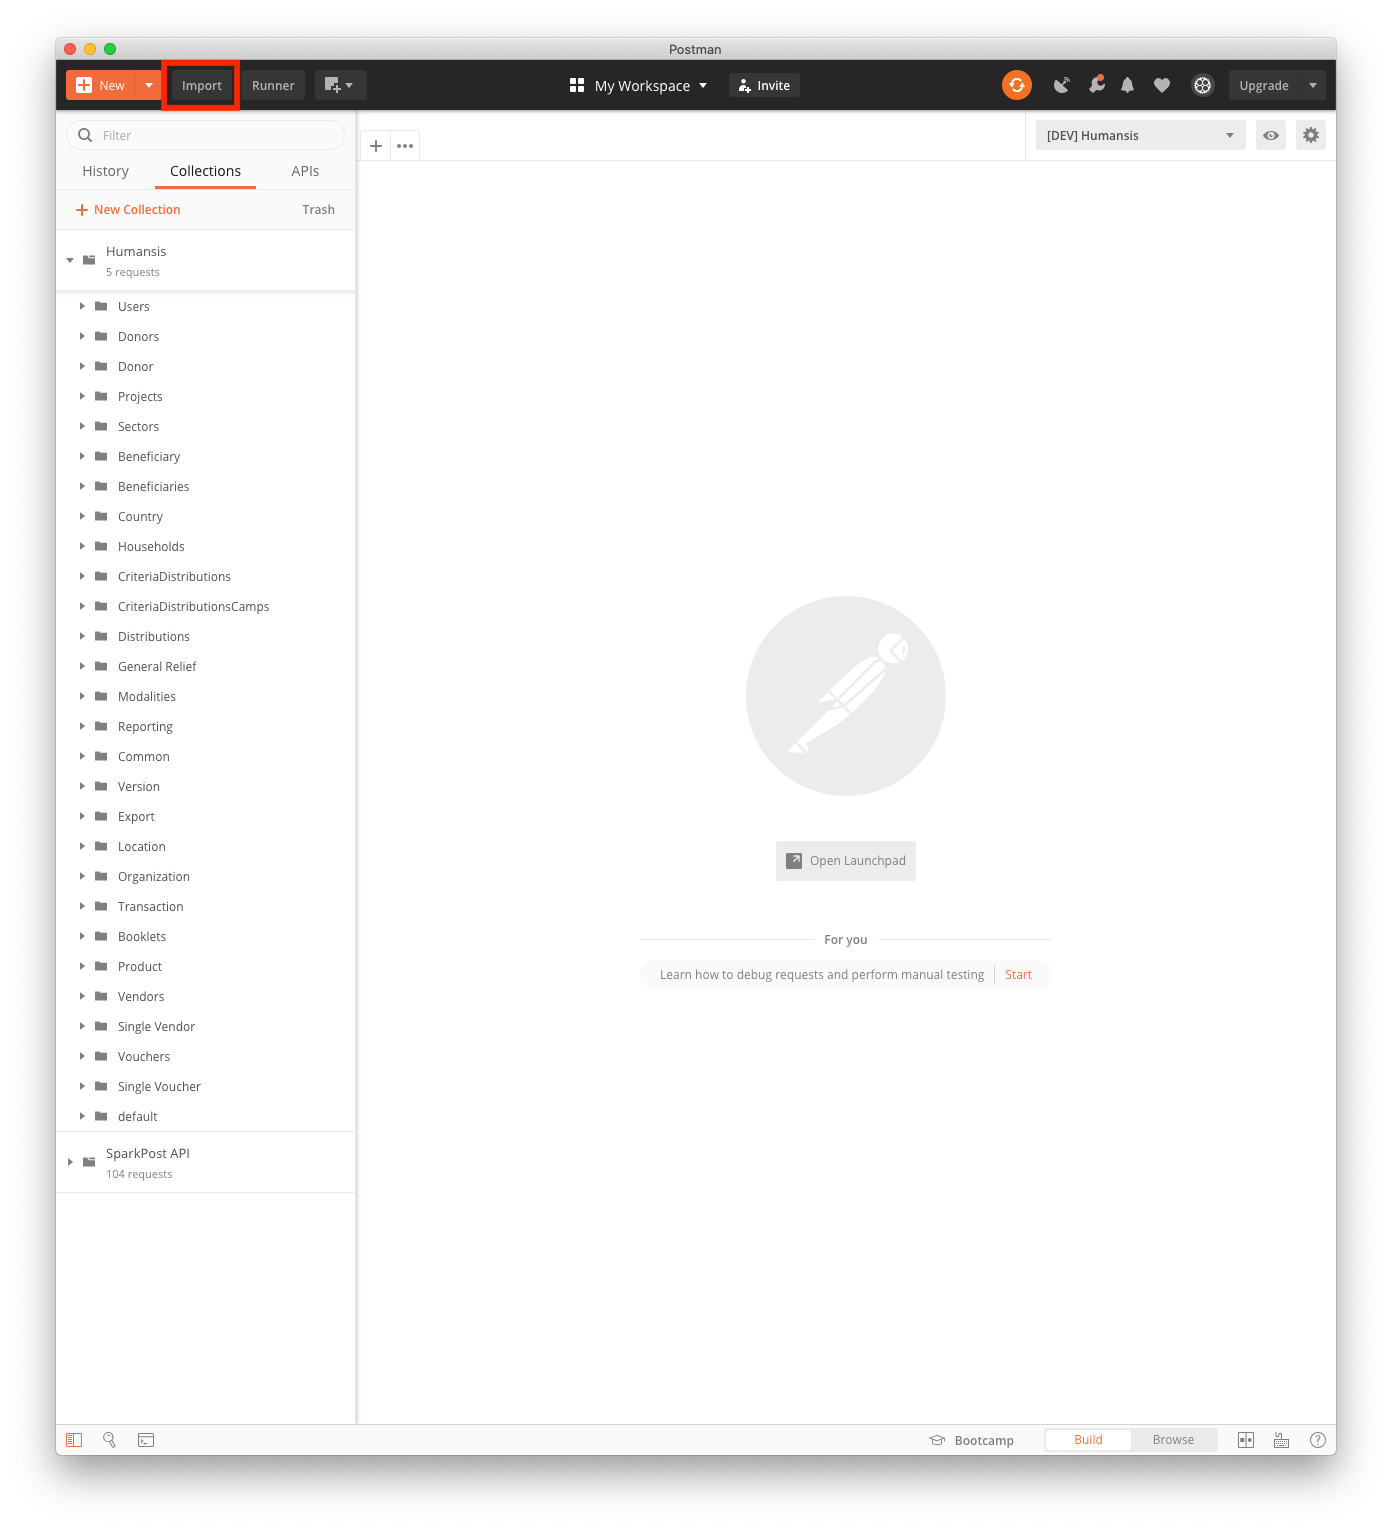 Postman
New
Import
Runner
My Workspace
Invite
Upgrade
Filter
[DEV] Humansis
History
Collections
APIs
New Collection
Trash
Humansis
5 requests
Users
Donors
Donor
Projects
Sectors
Beneficiary
Beneficiaries
Country
Households
CriteriaDistributions
CriteriaDistributionsCamps
Distributions
General Relief
Modalities
Reporting
Common
Version
Export
Location
Organization
Transaction
Booklets
Product
Vendors
Single Vendor
Vouchers
Single Voucher
default
SparkPost API
104 requests
Open Launchpad
For you
Learn how to debug requests and perform manual testing
Start
Bootcamp
Build
Browse